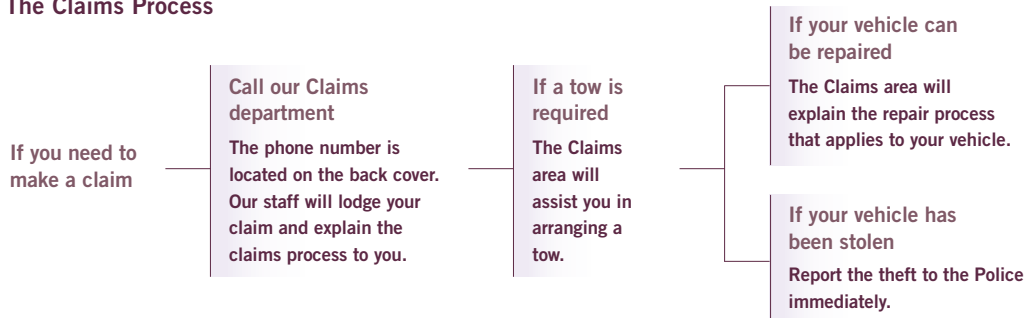 The Claims Process
If you need to
make a claim
Call our Claims
department
The phone number is
located on the back cover.
Our staff will lodge your
claim and explain the
claims process to you.
If a tow is
required
The Claims
area will
assist you in
arranging a
tow.
If your vehicle can
be repaired
The Claims area will
explain the repair process
that applies to your vehicle.
If your vehicle has
been stolen
Report the theft to the Police
immediately.